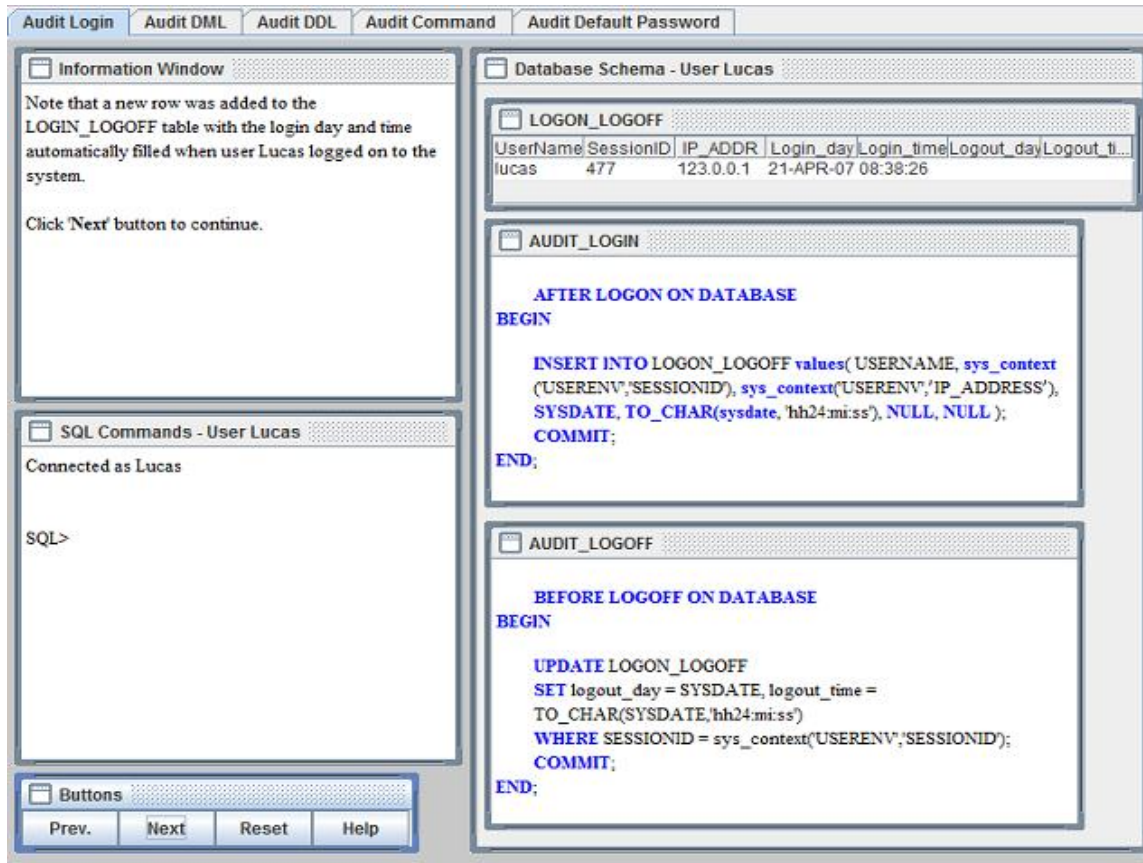 Audit Login Audit DML Audit DDL Audit Command Audit Default Password
Information Window
Note that a new row was added to the
LOGIN_LOGOFF table with the login day and time
automatically filled when user Lucas logged on to the
system.
Click 'Next' button to continue.
SQL Commands - User Lucas
Connected as Lucas
SQL>
Buttons
Prev. Next Reset Help
Database Schema - User Lucas
LOGON_LOGOFF
UserName SessionID IP_ADDR Login_day Login_time Logout_day Logout_ti...
lucas 477 123.0.0.1 21-APR-07 08:38:26
AUDIT_LOGIN
AFTER LOGON ON DATABASE
BEGIN
INSERT INTO LOGON_LOGOFF values( USERNAME, sys_context
('USERENV','SESSIONID'), sys_context('USERENV','IP_ADDRESS'),
SYSDATE, TO_CHAR(sysdate, 'hh24:mi:ss'), NULL, NULL );
COMMIT;
END;
AUDIT_LOGOFF
BEFORE LOGOFF ON DATABASE
BEGIN
UPDATE LOGON_LOGOFF
SET logout_day = SYSDATE, logout_time =
TO_CHAR(SYSDATE,'hh24:mi:ss')
WHERE SESSIONID = sys_context('USERENV','SESSIONID');
COMMIT;
END;